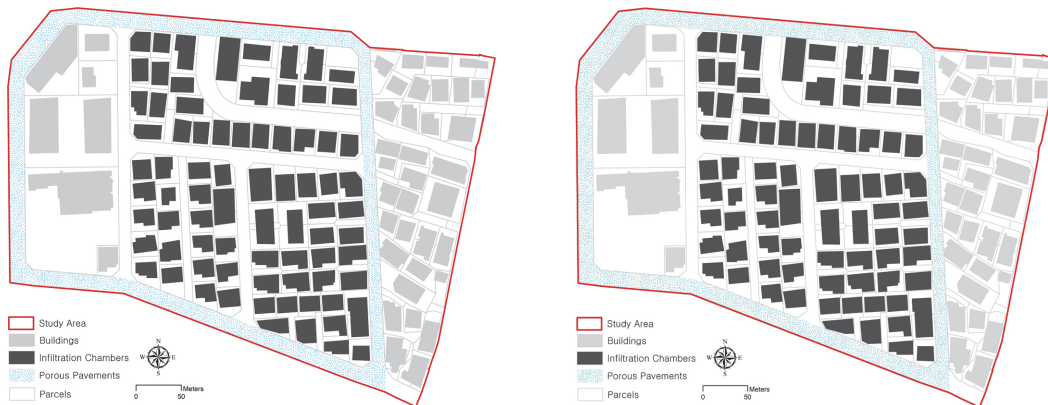 Study Area
Buildings
Infiltration Chambers
Porous Pavements
Parcels
N
W E
S
Meters
0 50
Study Area
Buildings
Infiltration Chambers
Porous Pavements
Parcels
N
W E
S
Meters
0 50